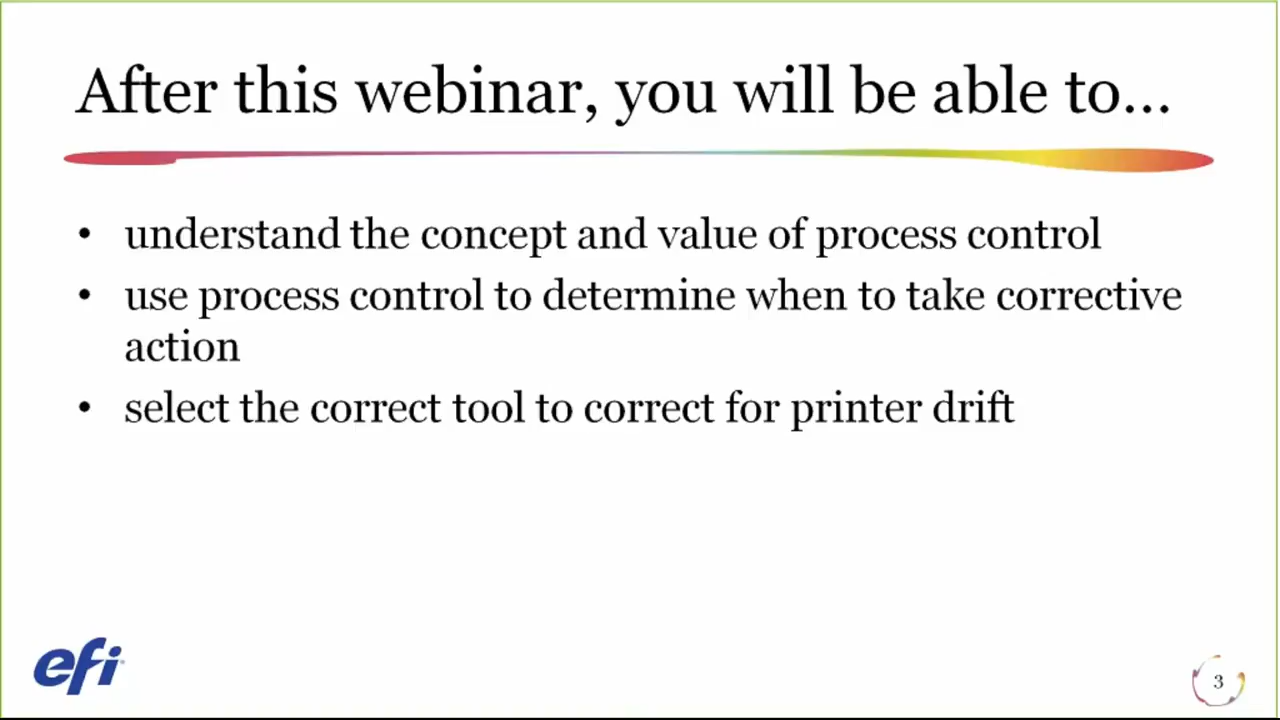 After this webinar, you will be able to...
• understand the concept and value of process control
• use process control to determine when to take corrective
action
• select the correct tool to correct for printer drift
efi
3